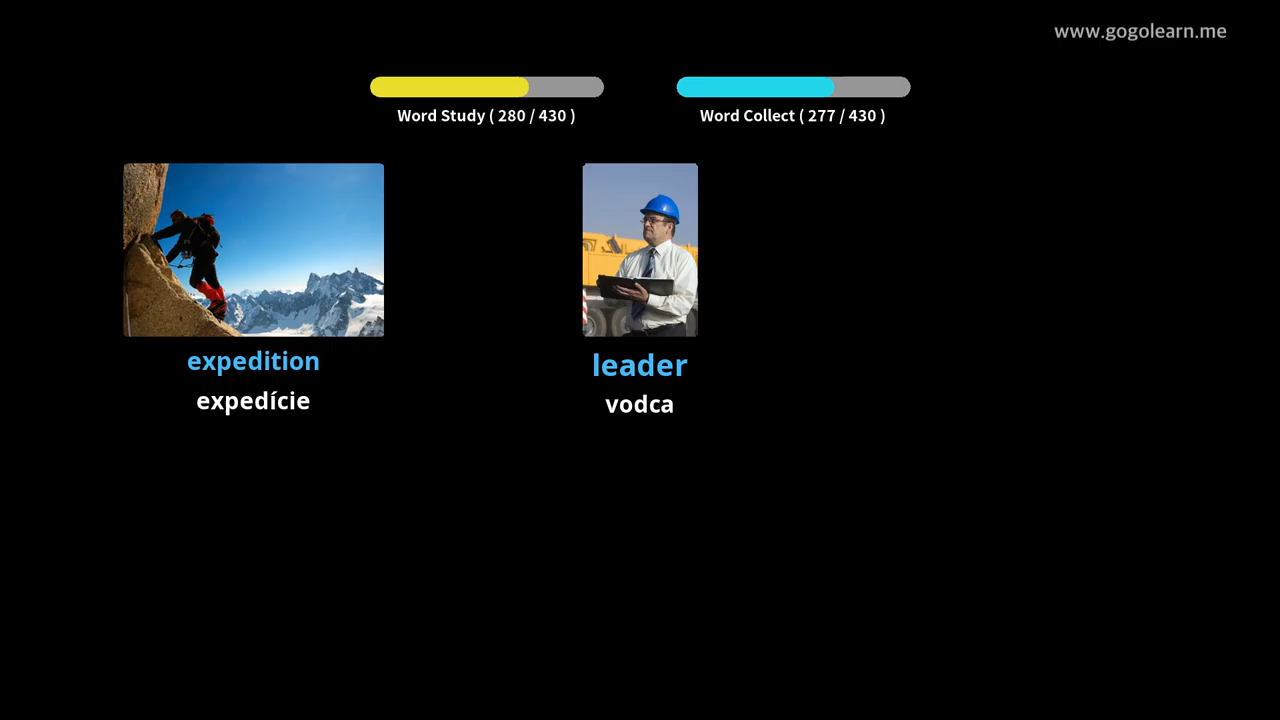 www.gogolearn.me
Word Study ( 280 / 430 )
Word Collect ( 277 / 430 )
expedition
leader
expedície
vodca